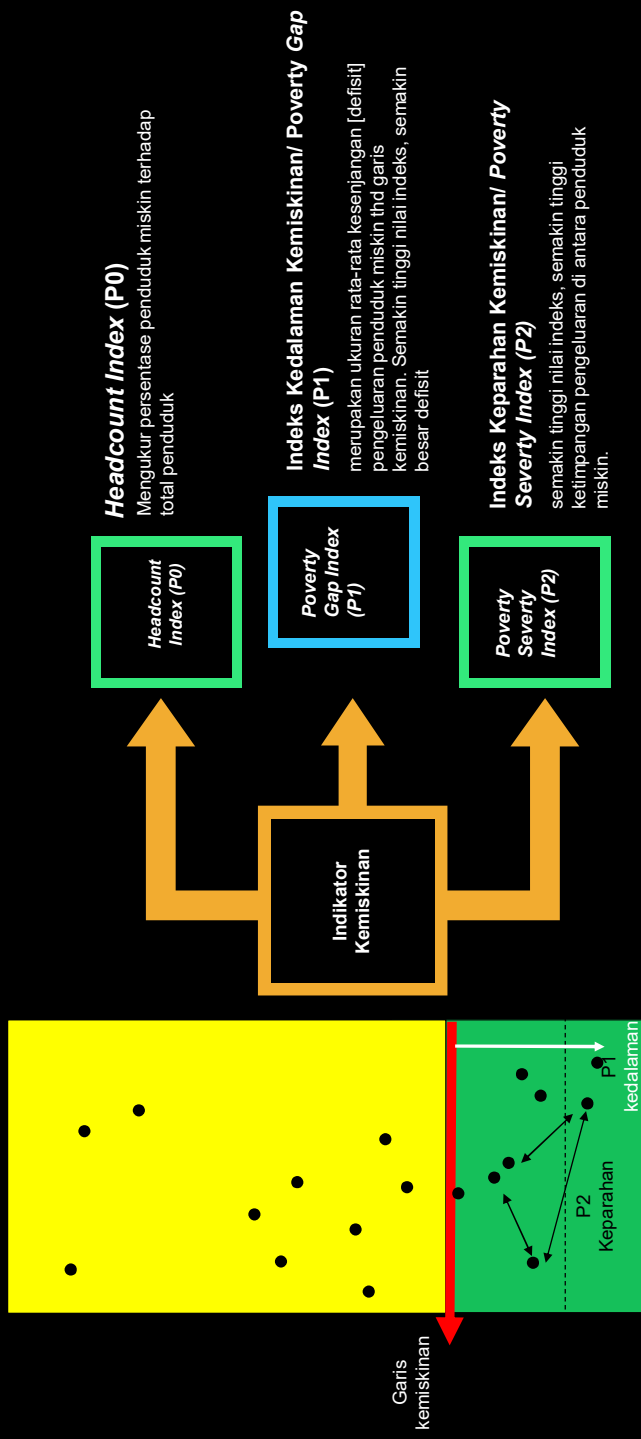 Garis
kemiskinan
P2
Keparahan
P1
kedalaman
Indikator
Kemiskinan
Headcount
Index (P0)
Headcount Index (P0)
Mengukur persentase penduduk miskin terhadap
total penduduk
Poverty
Gap Index
(P1)
Indeks Kedalaman Kemiskinan/ Poverty Gap
Index (P1)
merupakan ukuran rata-rata kesenjangan [defisit]
pengeluaran penduduk miskin thd garis
kemiskinan. Semakin tinggi nilai indeks, semakin
besar defisit
Poverty
Severty
Index (P2)
Indeks Keparahan Kemiskinan/ Poverty
Severty Index (P2)
semakin tinggi nilai indeks, semakin tinggi
ketimpangan pengeluaran di antara penduduk
miskin.